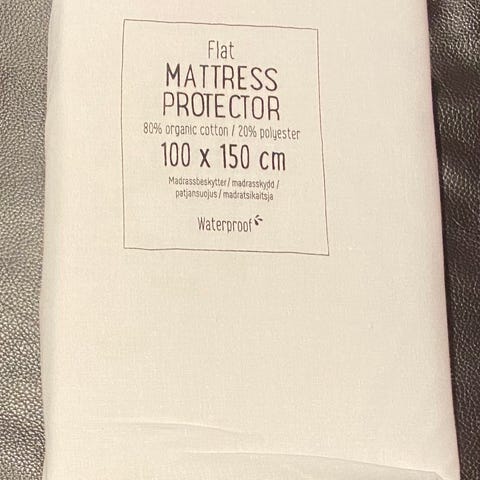 Flat
MATTRESS
PROTECTOR
80% organic cotton / 20% polyester
100 x 150 cm
Madrassbeskytter / madrasskydd /
patjansuojus / madratsikaitsja
Waterproof